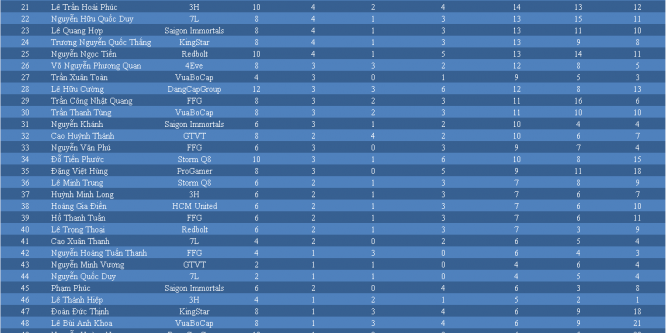 21 Lê Trần Hoài Phúc 3H 10 4 2 4 14 13 12
22 Nguyễn Hữu Quốc Duy 7L 8 4 1 3 13 15 11
23 Lê Quang Hợp Saigon Immortals 8 4 1 3 13 11 10
24 Trương Nguyễn Quốc Thắng KingStar 8 4 1 3 13 9 8
25 Nguyễn Ngọc Tiến Redbolt 10 4 1 5 13 14 11
26 Võ Nguyễn Phương Quan 4Eve 8 3 3 2 12 8 5
27 Trần Xuân Toàn VuaBoCap 4 3 0 1 9 5 3
28 Lê Hữu Cường DangCapGroup 12 3 3 6 12 8 13
29 Trần Công Nhật Quang FFG 8 3 2 3 11 16 6
30 Trần Thanh Tùng VuaBoCap 8 3 2 3 11 10 10
31 Nguyễn Khánh Saigon Immortals 6 3 1 2 10 4 4
32 Cao Huỳnh Thành GTVT 8 2 4 2 10 6 7
33 Nguyễn Văn Phú FFG 6 3 0 3 9 7 4
34 Đỗ Tiến Phước Storm Q8 10 3 1 6 10 8 15
35 Đặng Việt Hùng ProGamer 8 3 0 5 9 11 18
36 Lê Minh Trung Storm Q8 6 2 1 3 7 8 9
37 Huỳnh Minh Long 3H 6 2 1 3 7 6 7
38 Hoàng Gia Điền HCM United 6 2 1 3 7 6 10
39 Hồ Thanh Tuấn FFG 6 2 1 3 7 6 11
40 Lê Trọng Thoại Redbolt 6 2 1 3 7 3 9
41 Cao Xuân Thanh 7L 4 2 0 2 6 5 4
42 Nguyễn Hoàng Tuấn Thanh FFG 4 1 3 0 6 4 3
43 Nguyễn Minh Vương GTVT 2 1 1 0 4 6 4
44 Nguyễn Quốc Duy 7L 2 1 1 0 4 5 4
45 Phạm Phúc Saigon Immortals 6 2 0 4 6 3 8
46 Lê Thành Hiệp 3H 4 1 2 1 5 2 1
47 Đoàn Đức Thạnh KingStar 8 1 3 4 6 9 18
48 Lê Bùi Anh Khoa VuaBoCap 8 1 3 4 6 9 21